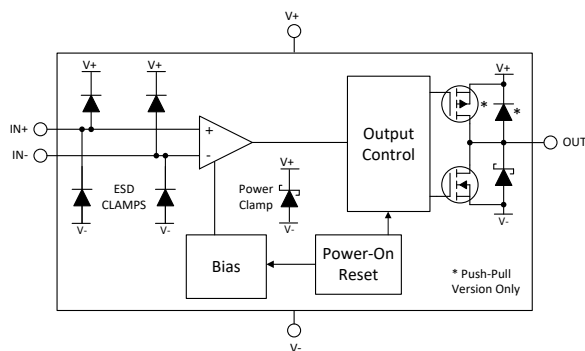 V+
V+
V+
V+
*
*
IN+
+
Output
Control
OUT
IN-
-
V+
ESD
CLAMPS
Power
Clamp
V-
V-
V-
V-
Bias
Power-On
Reset
* Push-Pull
Version Only
V-